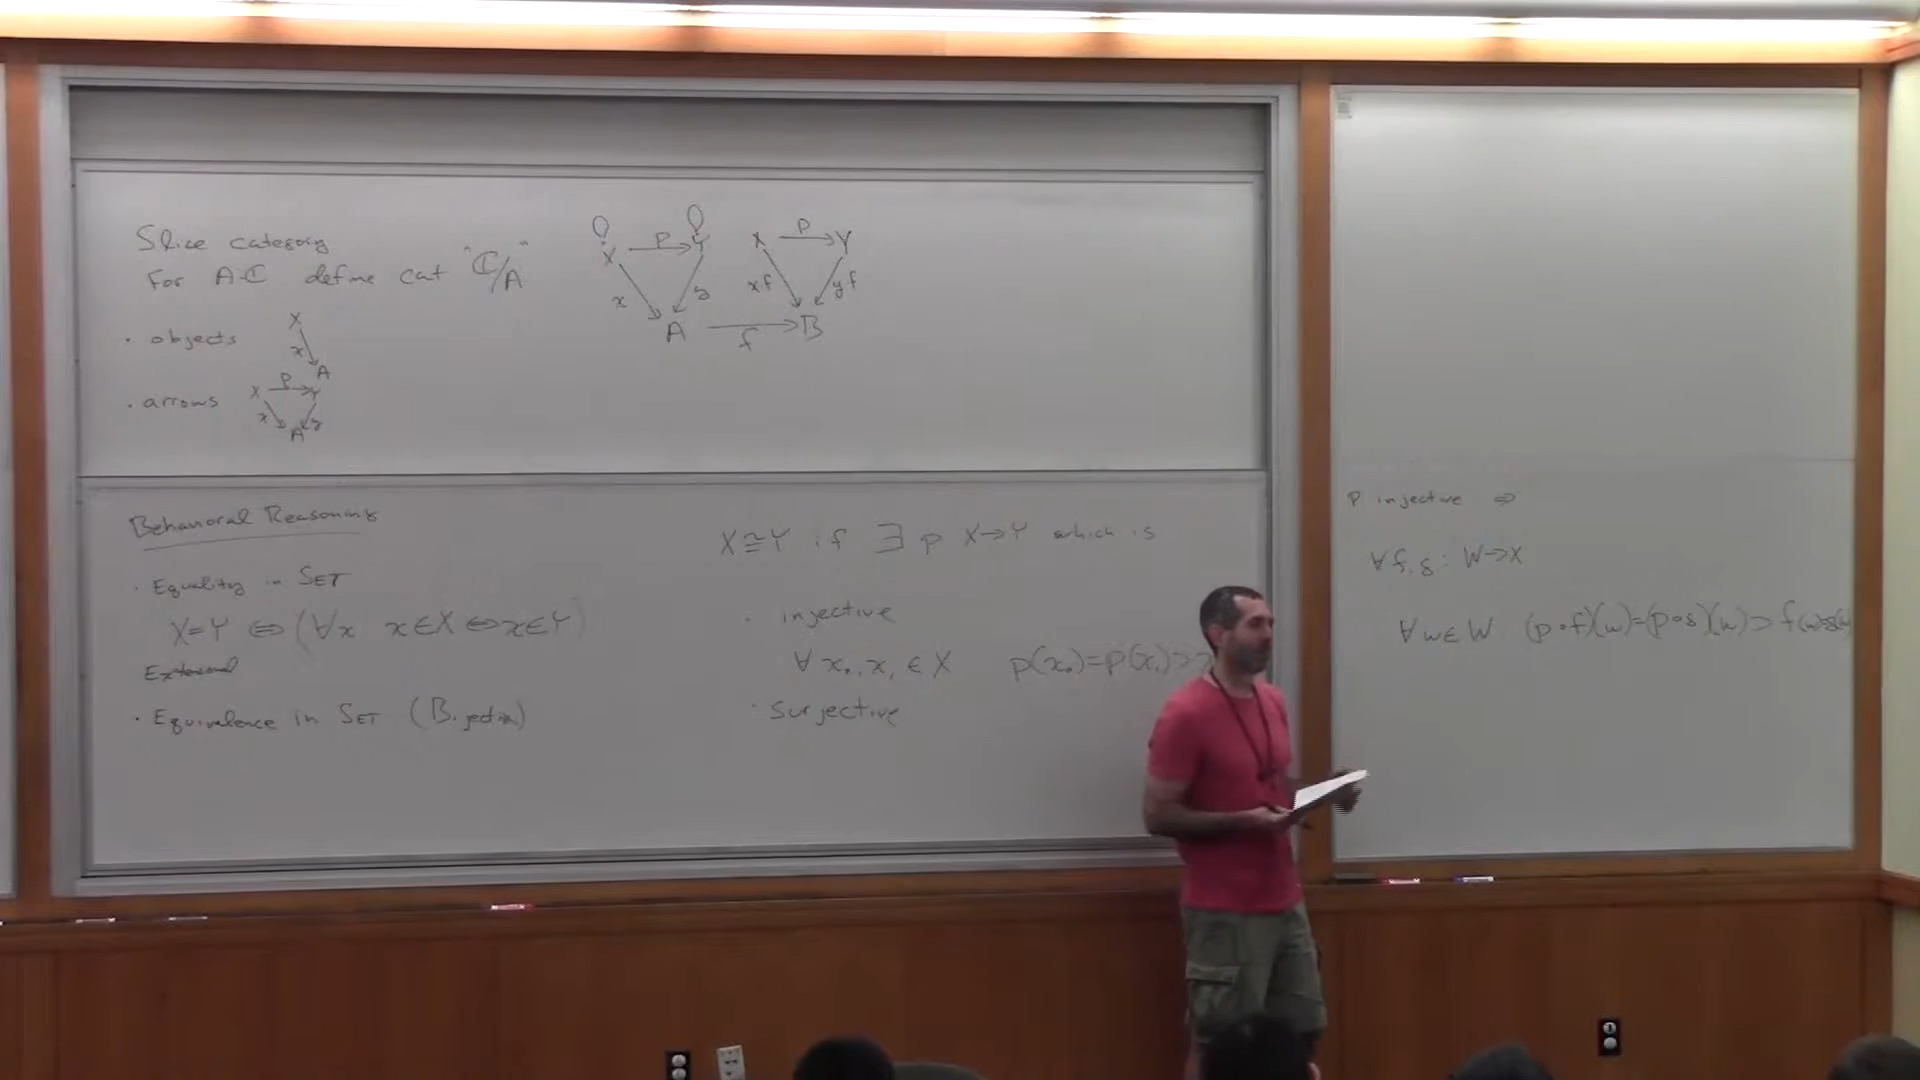 Slice category
For A:ℂ define cat "ℂ/A"
· objects X x A
· arrows X p Y x y A
X p Y x y A
f
X p Y xf yf B
Behavioral Reasoning
· Equality in SET
X=Y ⇔ (∀x x∈X ⇔ x∈Y)
· Equivalence in SET (Bijection)
X≅Y if ∃ p X→Y which is
· injective
∀ x₀, x₁ ∈ X p(x₀)=p(x₁)
· surjective
P injective ⇒
∀ f, g : W→X
∀ w ∈ W (p∘f)(w)=(p∘g)(w) ⊃ f(w)=g(w)